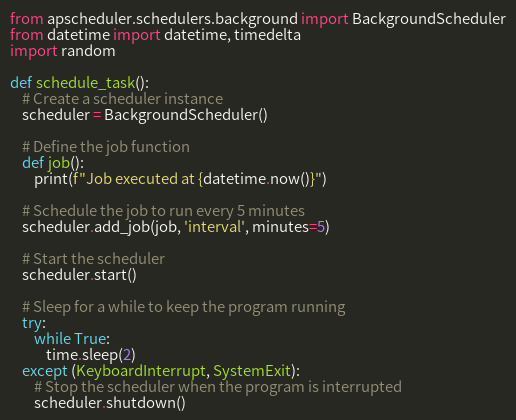 from apscheduler.schedulers.background import BackgroundScheduler
from datetime import datetime, timedelta
import random

def schedule_task():
    # Create a scheduler instance
    scheduler = BackgroundScheduler()

    # Define the job function
    def job():
        print(f"Job executed at {datetime.now()}")

    # Schedule the job to run every 5 minutes
    scheduler.add_job(job, 'interval', minutes=5)

    # Start the scheduler
    scheduler.start()

    # Sleep for a while to keep the program running
    try:
        while True:
            time.sleep(2)
    except (KeyboardInterrupt, SystemExit):
        # Stop the scheduler when the program is interrupted
        scheduler.shutdown()